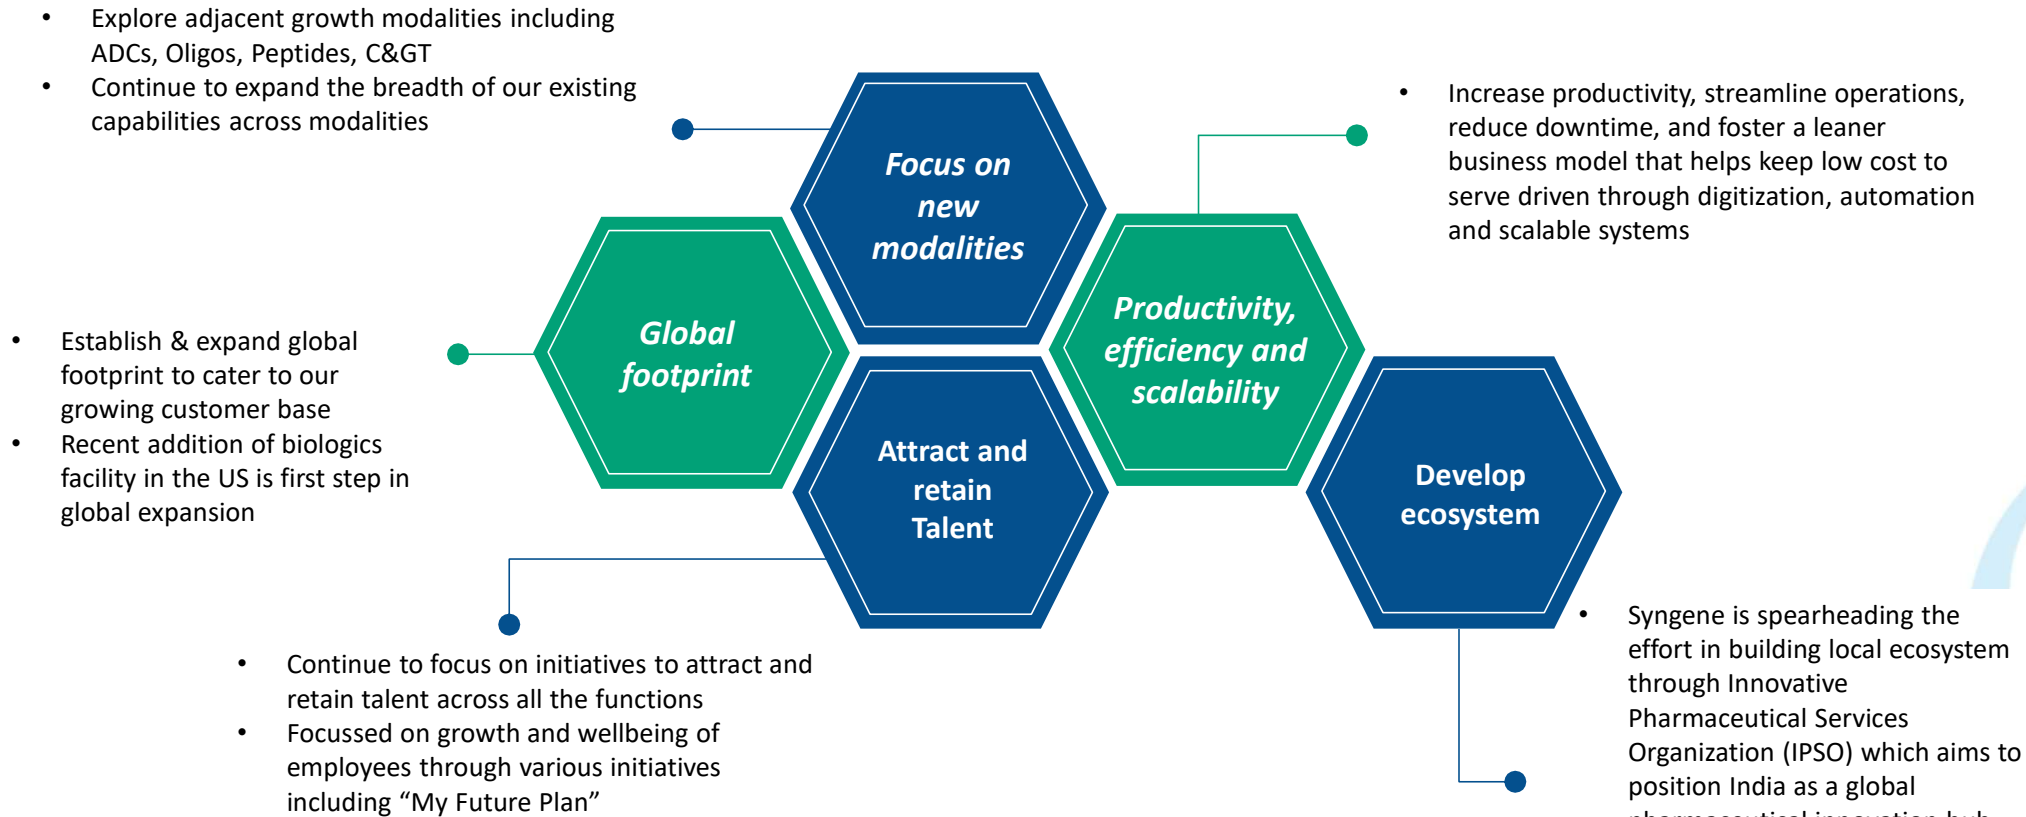 • Explore adjacent growth modalities including
ADCs, Oligos, Peptides, C&GT
• Continue to expand the breadth of our existing
capabilities across modalities
Focus on
new
modalities
• Increase productivity, streamline operations,
reduce downtime, and foster a leaner
business model that helps keep low cost to
serve driven through digitization, automation
and scalable systems
Global
footprint
Productivity,
efficiency and
scalability
• Establish & expand global
footprint to cater to our
growing customer base
• Recent addition of biologics
facility in the US is first step in
global expansion
Attract and
retain
Talent
Develop
ecosystem
• Continue to focus on initiatives to attract and
retain talent across all the functions
• Focussed on growth and wellbeing of
employees through various initiatives
including “My Future Plan”
• Syngene is spearheading the
effort in building local ecosystem
through Innovative
Pharmaceutical Services
Organization (IPSO) which aims to
position India as a global
pharmaceutical innovation hub